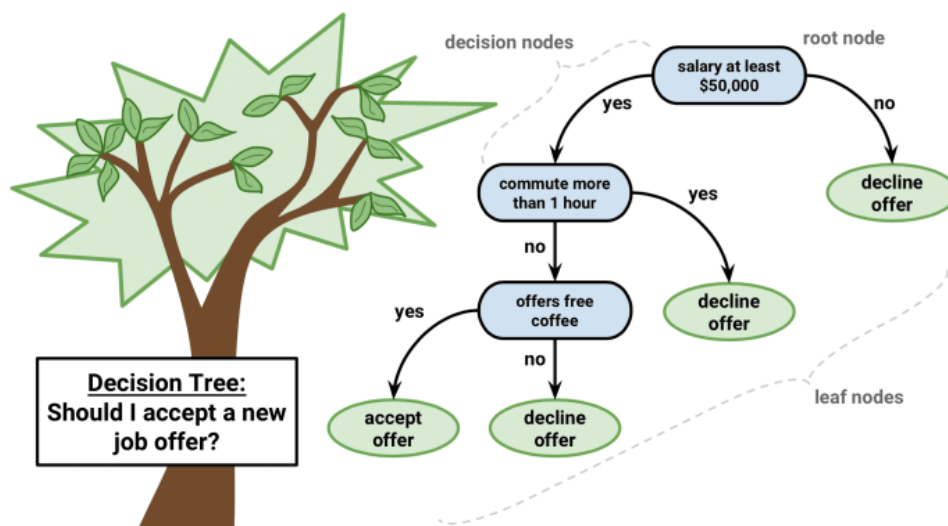 decision nodes
root node
salary at least
$50,000
yes
no
decline
offer
commute more
than 1 hour
yes
no
decline
offer
offers free
coffee
yes
no
accept
offer
decline
offer
leaf nodes
Decision Tree:
Should I accept a new
job offer?